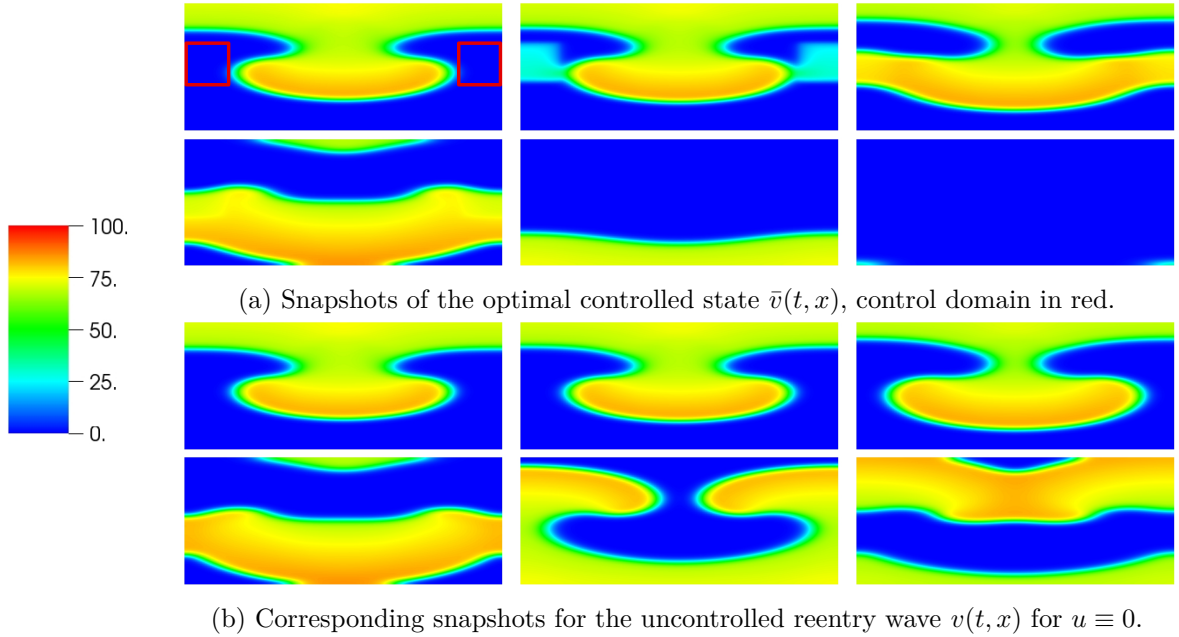 100.
75.
50.
25.
0.
(a) Snapshots of the optimal controlled state v̄(t, x), control domain in red.
(b) Corresponding snapshots for the uncontrolled reentry wave v(t, x) for u ≡ 0.